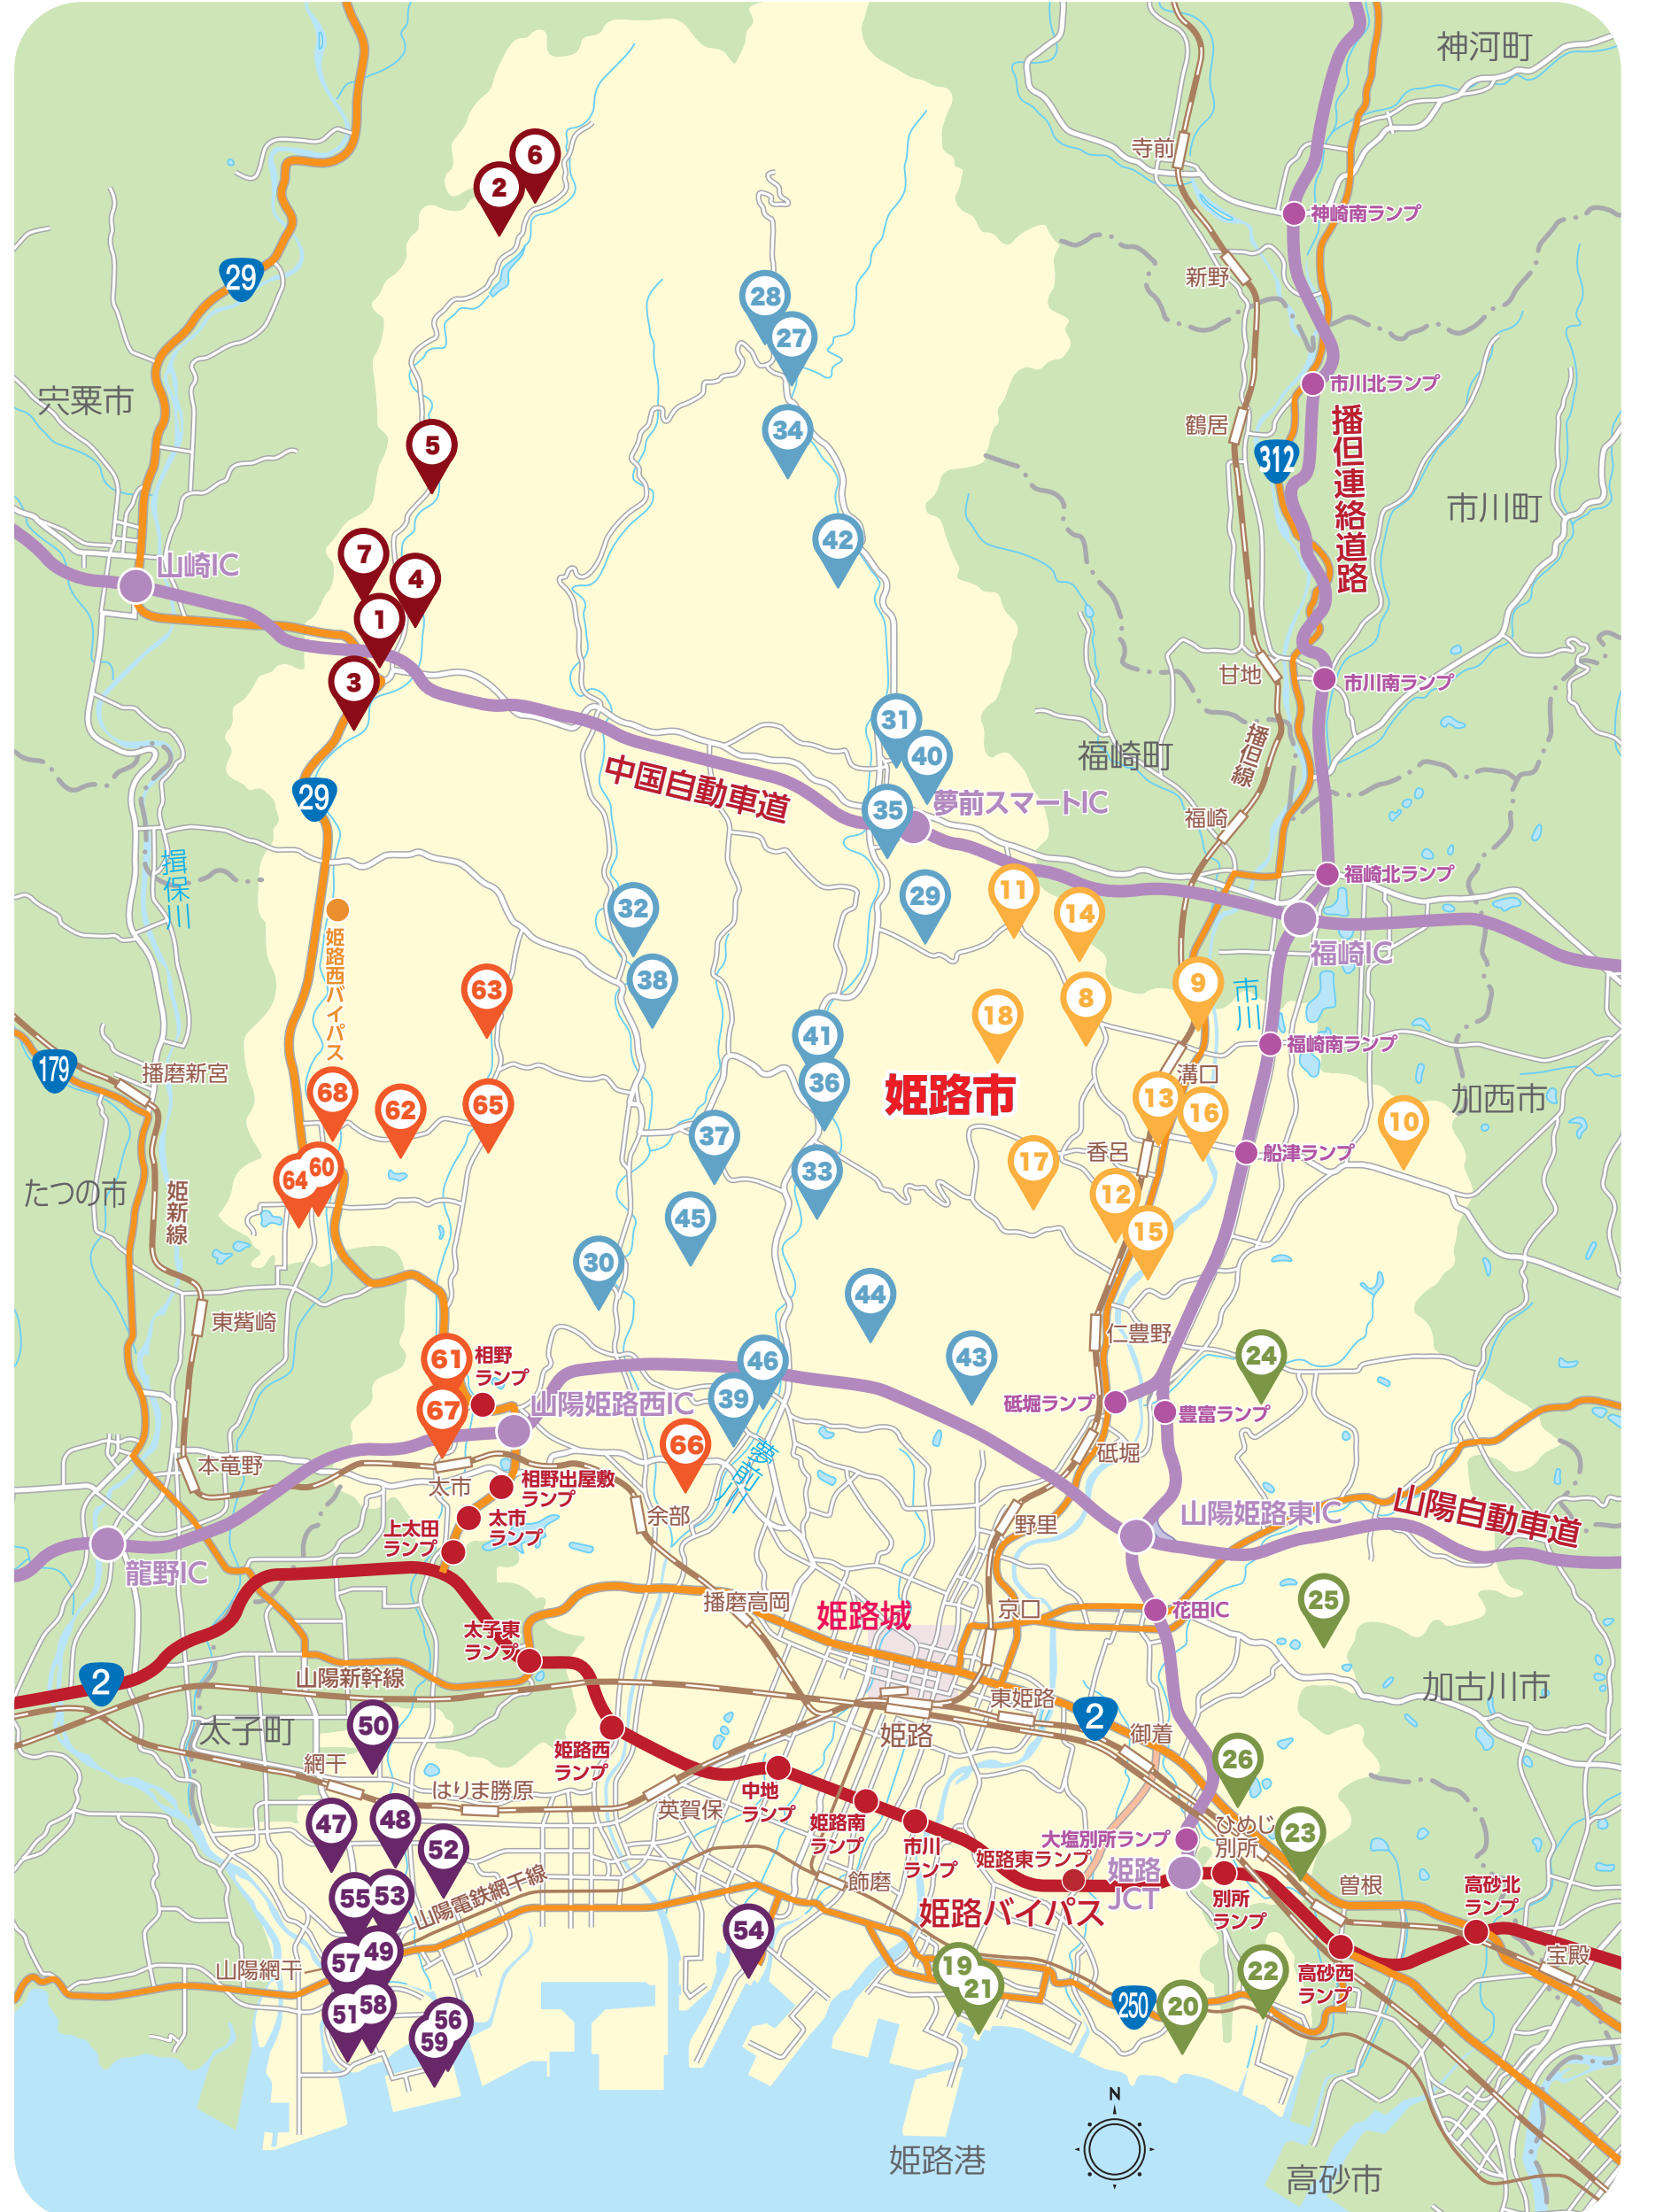 神河町
6
寺前
2
神崎南ランプ
新野
29
28
27
市川北ランプ
宍粟市
播但連絡道路
鶴居
34
5
312
市川町
42
7
山崎IC
4
1
甘地
3
市川南ランプ
31
播但線
福崎町
40
中国自動車道
29
夢前スマートIC
35
福崎
揖保川
福崎北ランプ
11
29
32
14
姫路西バイパス
福崎IC
38
63
9
市川
8
18
41
福崎南ランプ
179
播磨新宮
溝口
36
姫路市
68
62
65
13
16
加西市
10
37
香呂
船津ランプ
17
60
64
33
たつの市
姫新線
12
45
15
30
44
東觜崎
仁豊野
61
相野
ランプ
46
43
24
39
山陽姫路西IC
砥堀ランプ
豊富ランプ
67
66
夢前川
砥堀
本竜野
太市
相野出屋敷
ランプ
山陽姫路東IC
山陽自動車道
太市
ランプ
余部
野里
上太田
ランプ
龍野IC
播磨高岡
姫路城
京口
花田IC
25
太子東
ランプ
山陽新幹線
2
東姫路
加古川市
2
太子町
50
姫路
御着
姫路西
ランプ
26
網干
はりま勝原
英賀保
中地
ランプ
姫路南
ランプ
47
48
52
市川
ランプ
大塩別所ランプ
ひめじ
別所
23
姫路東ランプ
姫路
JCT
飾磨
曽根
高砂北
ランプ
55
53
山陽電鉄網干線
姫路バイパス
別所
ランプ
54
49
57
山陽網干
宝殿
19
21
22
高砂西
ランプ
250
20
51
58
56
59
N
姫路港
高砂市